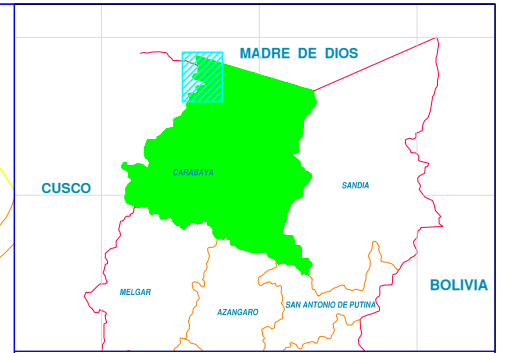 MADRE DE DIOS
CARABAYA
CUSCO
SANDIA
BOLIVIA
MELGAR
SAN ANTONIO DE PUTINA
AZANGARO